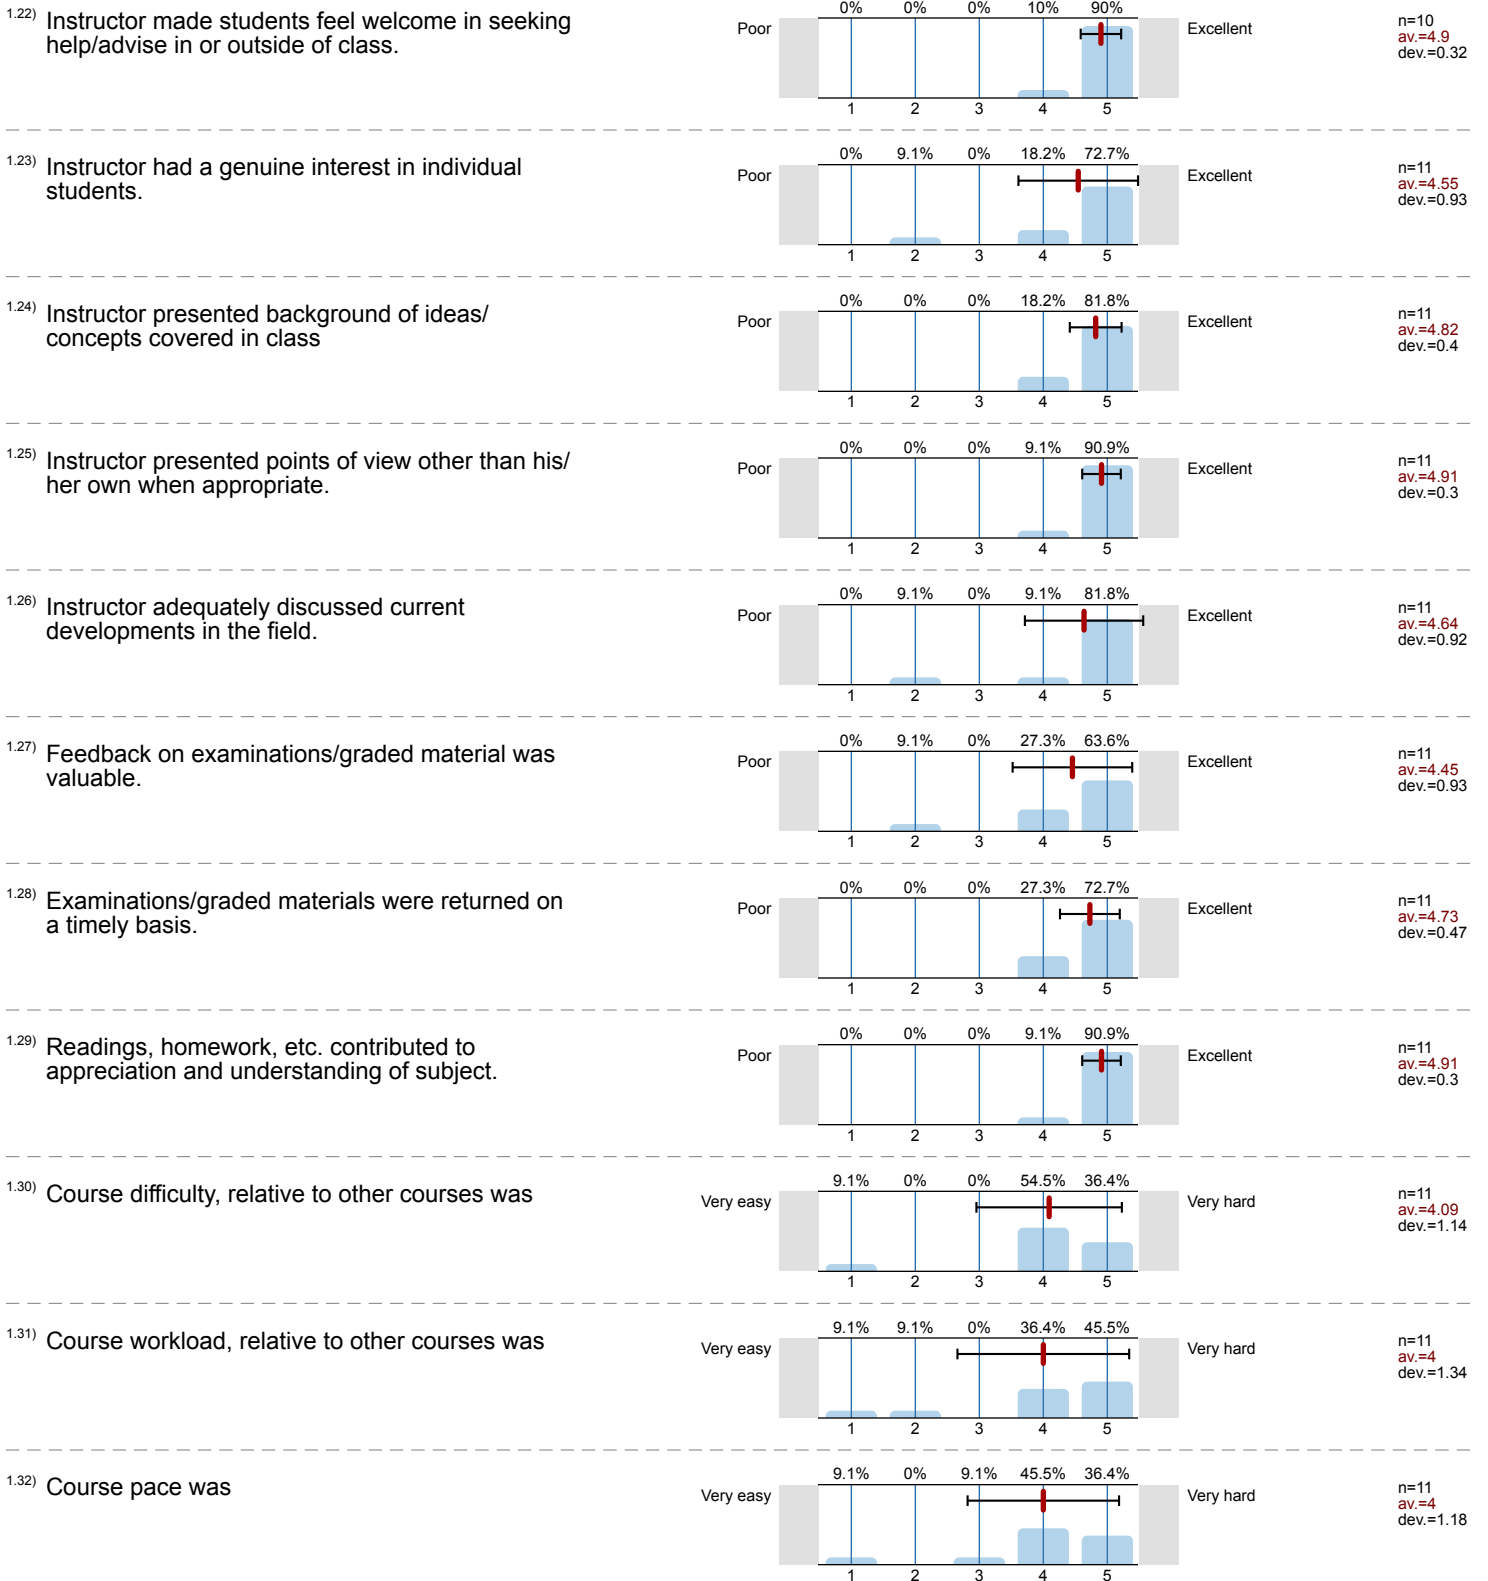 1.22) Instructor made students feel welcome in seeking
help/advise in or outside of class.
0% 0% 0% 10% 90%
Poor Excellent
1 2 3 4 5
n=10
av.=4.9
dev.=0.32
1.23) Instructor had a genuine interest in individual
students.
0% 9.1% 0% 18.2% 72.7%
Poor Excellent
1 2 3 4 5
n=11
av.=4.55
dev.=0.93
1.24) Instructor presented background of ideas/
concepts covered in class
0% 0% 0% 18.2% 81.8%
Poor Excellent
1 2 3 4 5
n=11
av.=4.82
dev.=0.4
1.25) Instructor presented points of view other than his/
her own when appropriate.
0% 0% 0% 9.1% 90.9%
Poor Excellent
1 2 3 4 5
n=11
av.=4.91
dev.=0.3
1.26) Instructor adequately discussed current
developments in the field.
0% 9.1% 0% 9.1% 81.8%
Poor Excellent
1 2 3 4 5
n=11
av.=4.64
dev.=0.92
1.27) Feedback on examinations/graded material was
valuable.
0% 9.1% 0% 27.3% 63.6%
Poor Excellent
1 2 3 4 5
n=11
av.=4.45
dev.=0.93
1.28) Examinations/graded materials were returned on
a timely basis.
0% 0% 0% 27.3% 72.7%
Poor Excellent
1 2 3 4 5
n=11
av.=4.73
dev.=0.47
1.29) Readings, homework, etc. contributed to
appreciation and understanding of subject.
0% 0% 0% 9.1% 90.9%
Poor Excellent
1 2 3 4 5
n=11
av.=4.91
dev.=0.3
1.30) Course difficulty, relative to other courses was
9.1% 0% 0% 54.5% 36.4%
Very easy Very hard
1 2 3 4 5
n=11
av.=4.09
dev.=1.14
1.31) Course workload, relative to other courses was
9.1% 9.1% 0% 36.4% 45.5%
Very easy Very hard
1 2 3 4 5
n=11
av.=4
dev.=1.34
1.32) Course pace was
9.1% 0% 9.1% 45.5% 36.4%
Very easy Very hard
1 2 3 4 5
n=11
av.=4
dev.=1.18